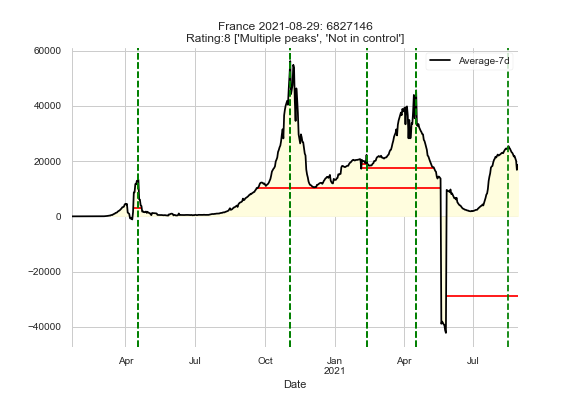 France 2021-08-29: 6827146
Rating:8 ['Multiple peaks', 'Not in control']
Average-7d
60000
40000
20000
0
−20000
−40000
Apr
Jul
Oct
Jan
2021
Apr
Jul
Date